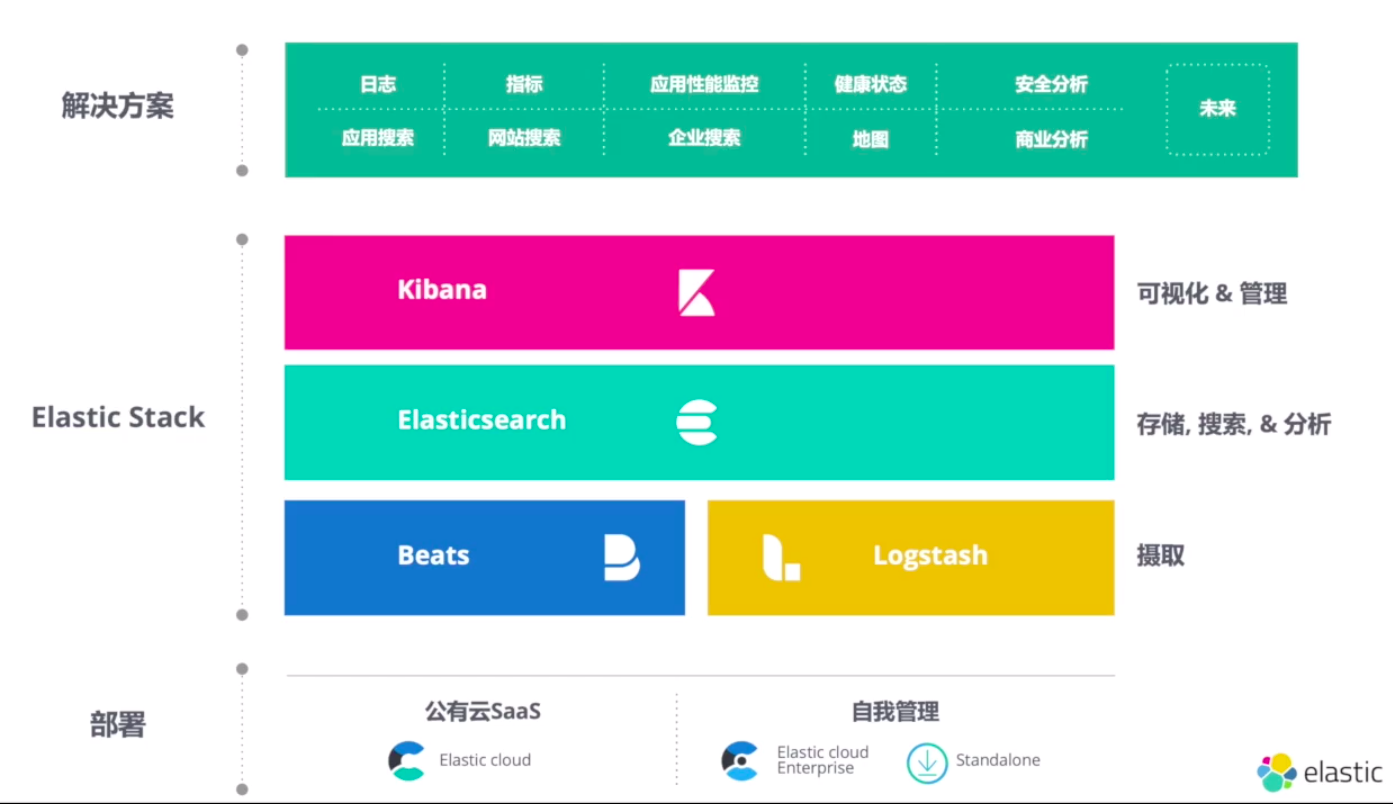 解决方案
日志 指标 应用性能监控 健康状态 安全分析
应用搜索 网站搜索 企业搜索 地图 商业分析
未来
Elastic Stack
Kibana
可视化 & 管理
Elasticsearch
存储, 搜索, & 分析
Beats
Logstash
摄取
部署
公有云SaaS
Elastic cloud
自我管理
Elastic cloud
Enterprise
Standalone
elastic